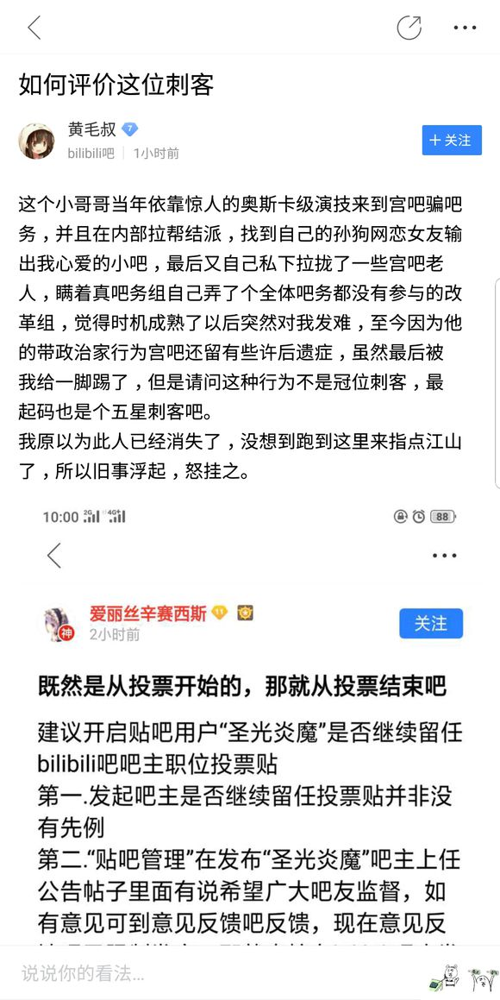 如何评价这位刺客
黄毛叔 7
bilibili吧 1小时前
+ 关注
这个小哥哥当年依靠惊人的奥斯卡级演技来到宫吧骗吧
务，并且在内部拉帮结派，找到自己的孙狗网恋女友输
出我心爱的小吧，最后又自己私下拉拢了一些宫吧老
人，瞒着真吧务组自己弄了个全体吧务都没有参与的改
革组，觉得时机成熟了以后突然对我发难，至今因为他
的带政治家行为宫吧还留有些许后遗症，虽然最后被
我给一脚踢了，但是请问这种行为不是冠位刺客，最
起码也是个五星刺客吧。
我原以为此人已经消失了，没想到跑到这里来指点江山
了，所以旧事浮起，怒挂之。
10:00 2G 4G+ 88
爱丽丝辛赛西斯 11
神
2小时前
关注
既然是从投票开始的，那就从投票结束吧
建议开启贴吧用户“圣光炎魔”是否继续留任
bilibili吧吧主职位投票贴
第一.发起吧主是否继续留任投票贴并非没
有先例
第二.“贴吧管理”在发布“圣光炎魔”吧主上任
公告帖子里面有说希望广大吧友监督，如
有意见可到意见反馈吧反馈，现在意见反
说说你的看法...